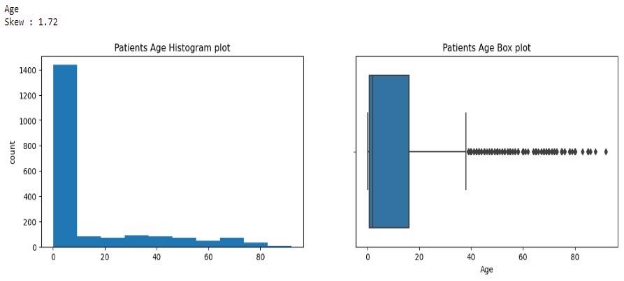 Age
Skew : 1.72
Patients Age Histogram plot
1400
1200
1000
800
600
400
200
0
count
0 20 40 60 80
Patients Age Box plot
0 20 40 60 80
Age